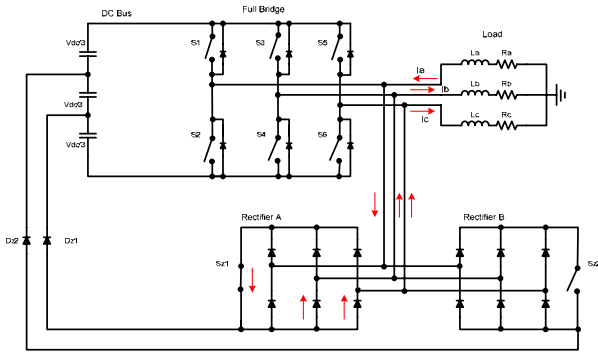 DC Bus
Full Bridge
Load
Vdc/3
Vdc/3
Vdc/3
S1
S3
S5
S2
S4
S6
La
Ra
Ia
Lb
Rb
Ib
Lc
Rc
Ic
Rectifier A
Rectifier B
Dz2
Dz1
Sz1
Sz2